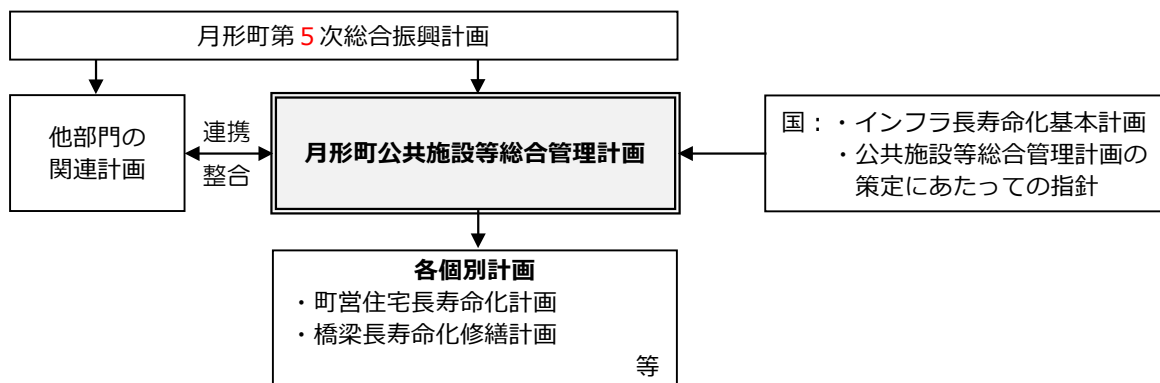 月形町第5次総合振興計画
他部門の
関連計画
連携
整合
月形町公共施設等総合管理計画
国：・インフラ長寿命化基本計画
・公共施設等総合管理計画の
策定にあたっての指針
各個別計画
・町営住宅長寿命化計画
・橋梁長寿命化修繕計画
等